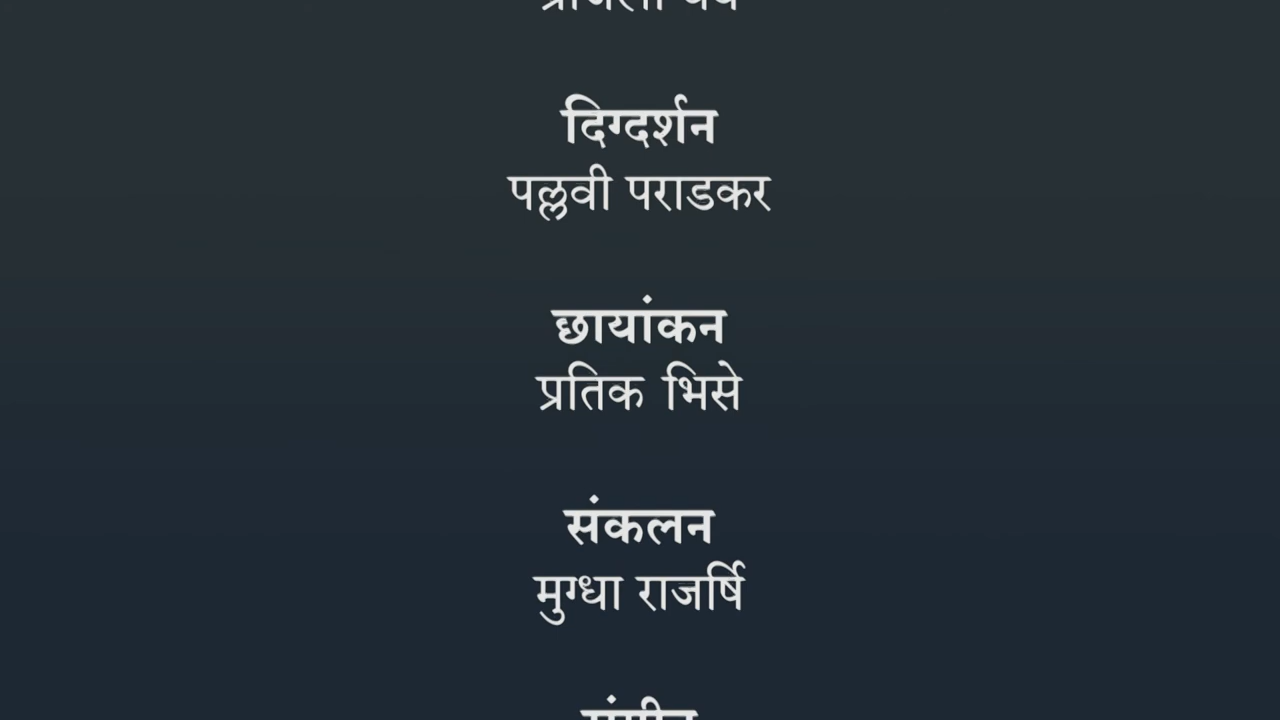 दिग्दर्शन
पल्लवी पराडकर
छायांकन
प्रतिक भिसे
संकलन
मुग्धा राजर्षि